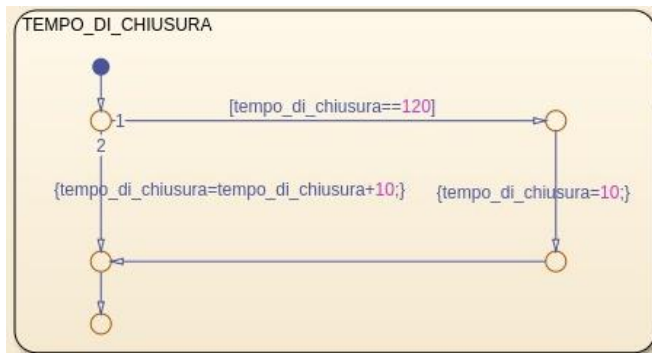 TEMPO_DI_CHIUSURA
[tempo_di_chiusura==120]
1
2
{tempo_di_chiusura=tempo_di_chiusura+10;}
{tempo_di_chiusura=10;}